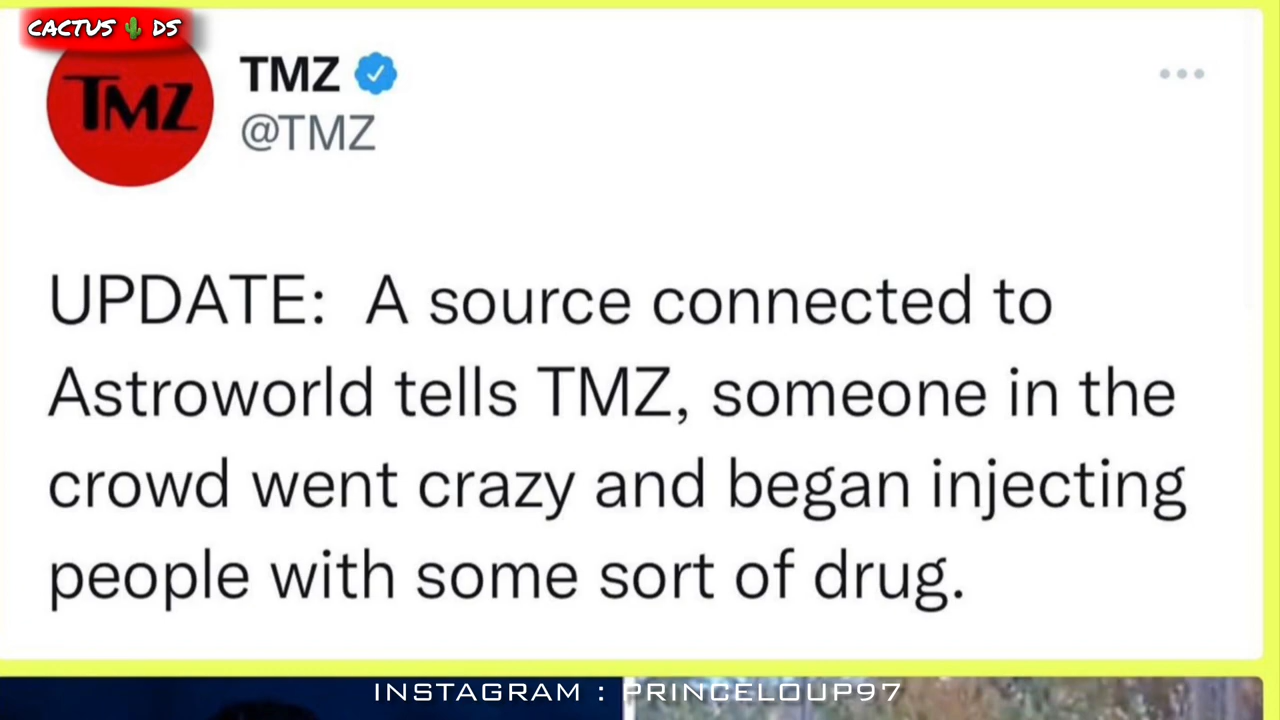 CACTUS 🌵 DS
TMZ
TMZ
@TMZ
UPDATE: A source connected to
Astroworld tells TMZ, someone in the
crowd went crazy and began injecting
people with some sort of drug.
INSTAGRAM : PRINCELOUP97